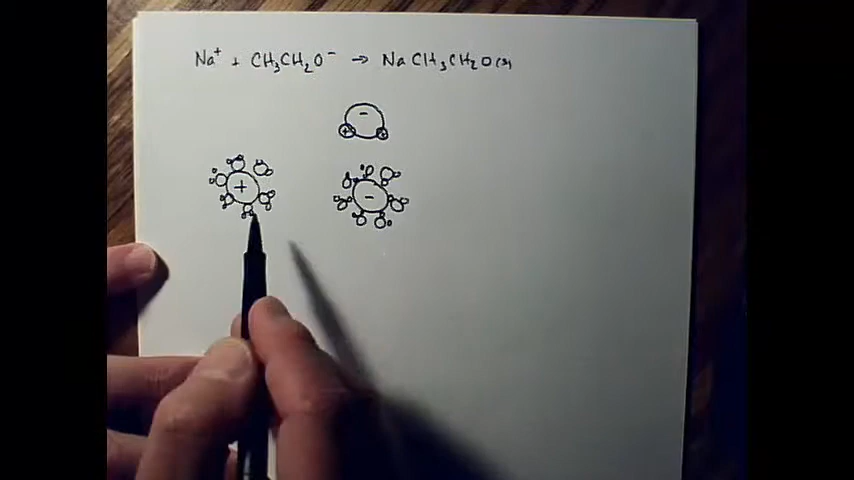 Na⁺ + CH₃CH₂O⁻ → NaCH₃CH₂O(s)
−
+ +
+ −